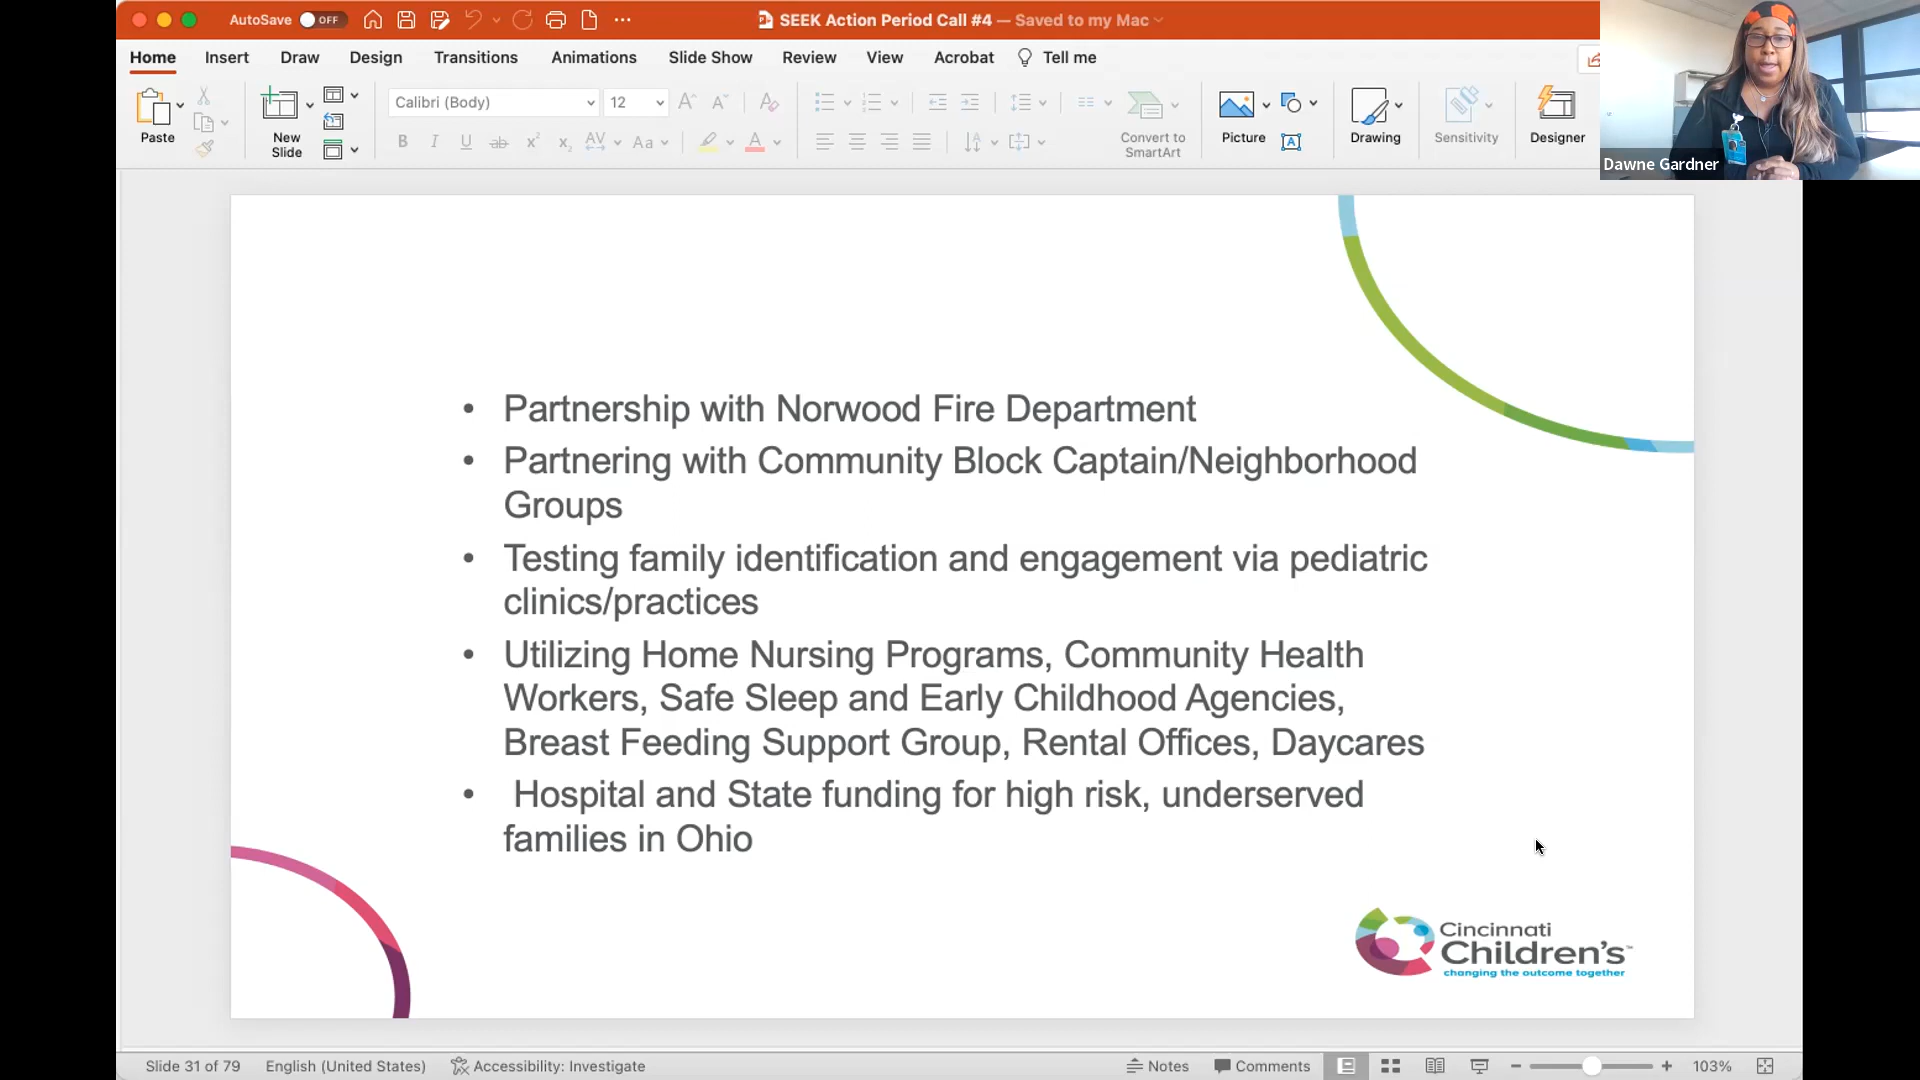 AutoSave OFF
SEEK Action Period Call #4 — Saved to my Mac
Home Insert Draw Design Transitions Animations Slide Show Review View Acrobat Tell me
Paste
New
Slide
Calibri (Body) 12
Convert to
SmartArt
Picture
Drawing
Sensitivity
Designer
Dawne Gardner
• Partnership with Norwood Fire Department
• Partnering with Community Block Captain/Neighborhood
Groups
• Testing family identification and engagement via pediatric
clinics/practices
• Utilizing Home Nursing Programs, Community Health
Workers, Safe Sleep and Early Childhood Agencies,
Breast Feeding Support Group, Rental Offices, Daycares
• Hospital and State funding for high risk, underserved
families in Ohio
Cincinnati
Children's™
changing the outcome together
Slide 31 of 79 English (United States) Accessibility: Investigate Notes Comments 103%